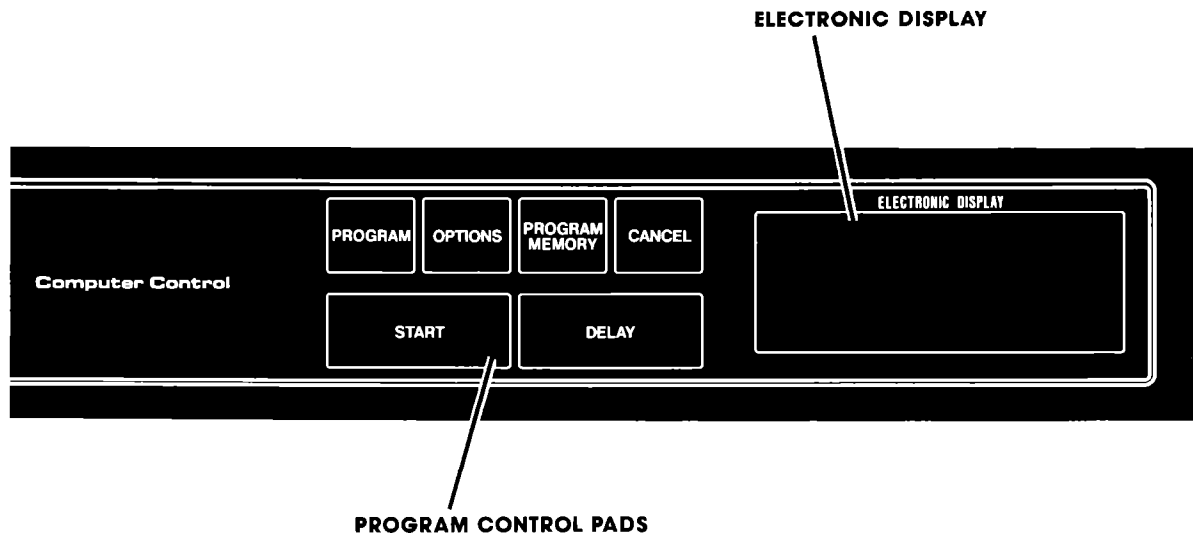 ELECTRONIC DISPLAY
ELECTRONIC DISPLAY
PROGRAM
OPTIONS
PROGRAM
MEMORY
CANCEL
Computer Control
START
DELAY
PROGRAM CONTROL PADS